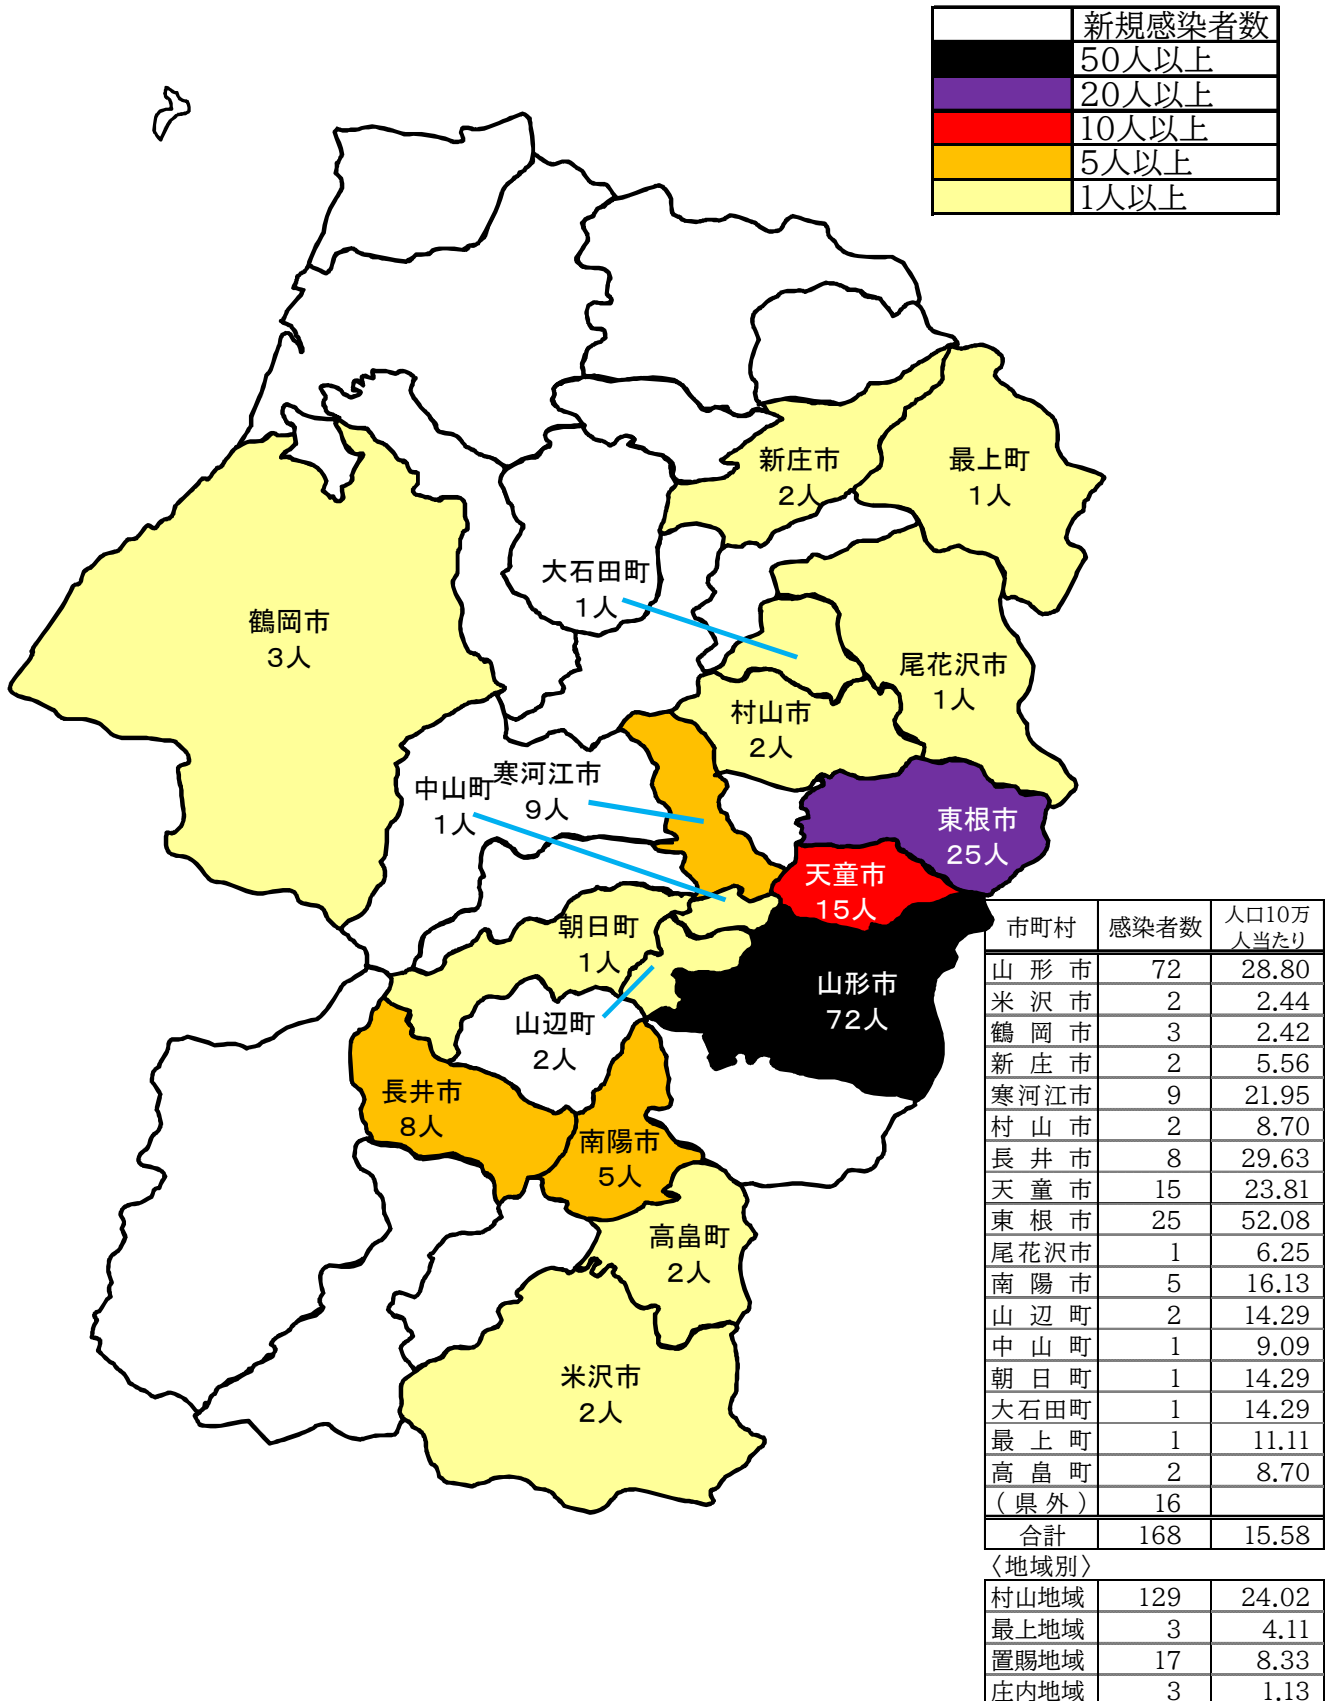 新規感染者数
50人以上
20人以上
10人以上
5人以上
1人以上
新庄市
2人
最上町
1人
大石田町
1人
鶴岡市
3人
尾花沢市
1人
村山市
2人
寒河江市
9人
中山町
1人
東根市
25人
天童市
15人
朝日町
1人
山形市
72人
山辺町
2人
長井市
8人
南陽市
5人
高畠町
2人
米沢市
2人
市町村 感染者数 人口10万
人当たり
山形市 72 28.80
米沢市 2 2.44
鶴岡市 3 2.42
新庄市 2 5.56
寒河江市 9 21.95
村山市 2 8.70
長井市 8 29.63
天童市 15 23.81
東根市 25 52.08
尾花沢市 1 6.25
南陽市 5 16.13
山辺町 2 14.29
中山町 1 9.09
朝日町 1 14.29
大石田町 1 14.29
最上町 1 11.11
高畠町 2 8.70
（県外） 16
合計 168 15.58
〈地域別〉
村山地域 129 24.02
最上地域 3 4.11
置賜地域 17 8.33
庄内地域 3 1.13